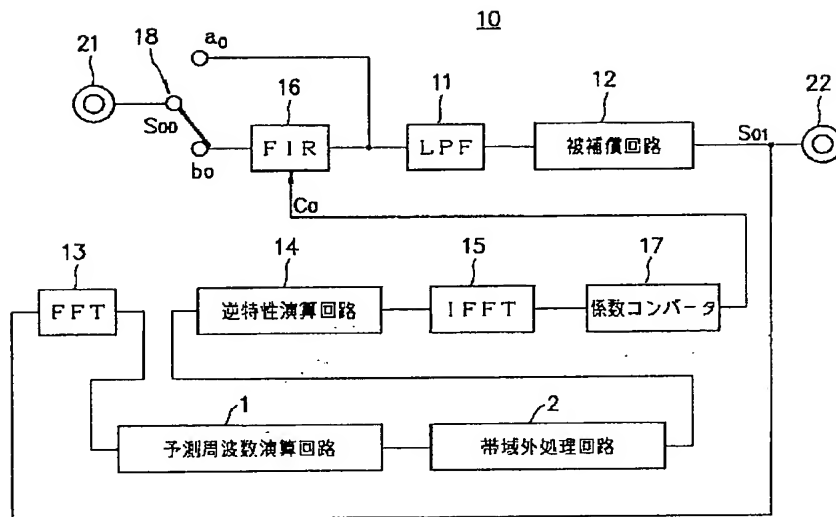 10
21
18
a0
16
11
12
22
S00
FIR
LPF
被補償回路
S01
b0
C0
13
14
15
17
FFT
逆特性演算回路
IFFT
係数コンバータ
1
2
予測周波数演算回路
帯域外処理回路